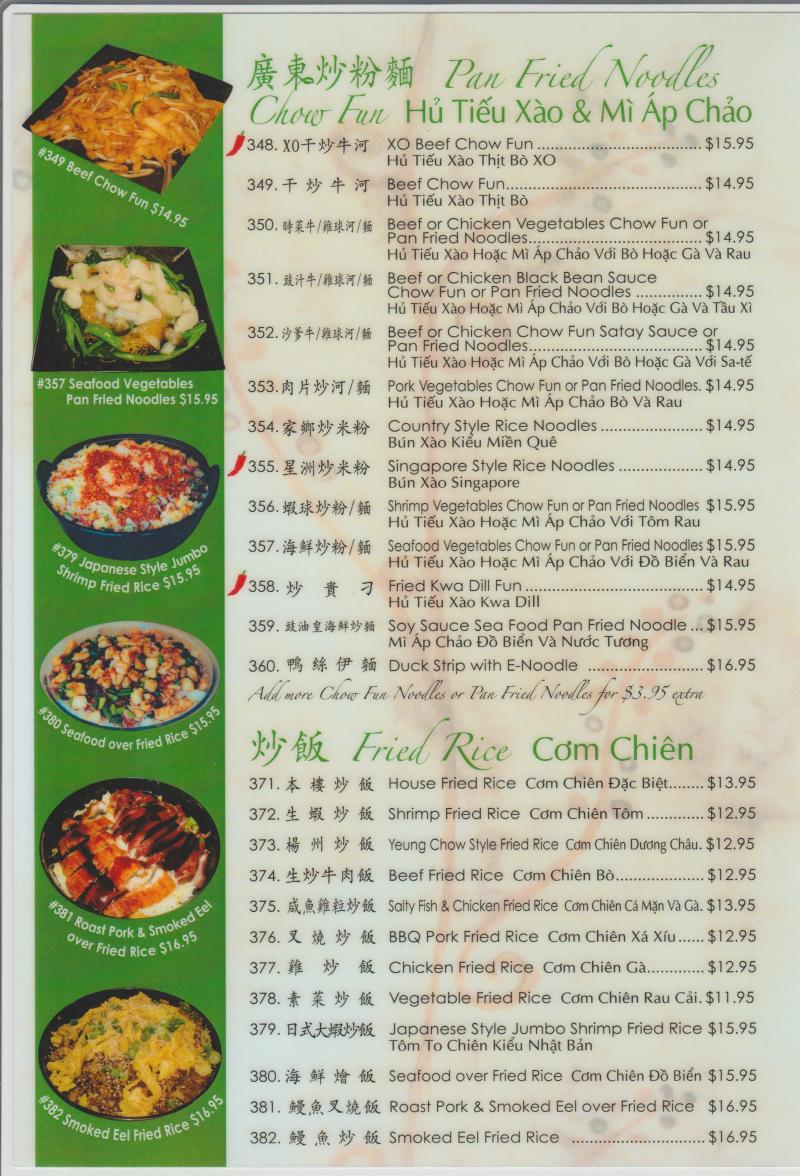 #349 Beef Chow Fun $14.95
#357 Seafood Vegetables
Pan Fried Noodles $15.95
#379 Japanese Style Jumbo
Shrimp Fried Rice $15.95
#380 Seafood over Fried Rice $15.95
#381 Roast Pork & Smoked Eel
over Fried Rice $16.95
#382 Smoked Eel Fried Rice $16.95
廣東炒粉麵 Pan Fried Noodles
Chow Fun Hủ Tiếu Xào & Mì Áp Chảo
348. XO干炒牛河 XO Beef Chow Fun ................................. $15.95
Hủ Tiếu Xào Thịt Bò XO
349. 干炒牛河 Beef Chow Fun....................................... $14.95
Hủ Tiếu Xào Thịt Bò
350. 時菜牛/雞球河/麵 Beef or Chicken Vegetables Chow Fun or
Pan Fried Noodles................................... $14.95
Hủ Tiếu Xào Hoặc Mì Áp Chảo Với Bò Hoặc Gà Và Rau
351. 豉汁牛/雞球河/麵 Beef or Chicken Black Bean Sauce
Chow Fun or Pan Fried Noodles .............. $14.95
Hủ Tiếu Xào Hoặc Mì Áp Chảo Với Bò Hoặc Gà Và Tầu Xì
352. 沙爹牛/雞球河/麵 Beef or Chicken Chow Fun Satay Sauce or
Pan Fried Noodles................................... $14.95
Hủ Tiếu Xào Hoặc Mì Áp Chảo Với Bò Hoặc Gà Với Sa-tế
353. 肉片炒河/麵 Pork Vegetables Chow Fun or Pan Fried Noodles. $14.95
Hủ Tiếu Xào Hoặc Mì Áp Chảo Bò Và Rau
354. 家鄉炒米粉 Country Style Rice Noodles ..................... $14.95
Bún Xào Kiểu Miền Quê
355. 星洲炒米粉 Singapore Style Rice Noodles ................. $14.95
Bún Xào Singapore
356. 蝦球炒粉/麵 Shrimp Vegetables Chow Fun or Pan Fried Noodles $15.95
Hủ Tiếu Xào Hoặc Mì Áp Chảo Với Tôm Rau
357. 海鮮炒粉/麵 Seafood Vegetables Chow Fun or Pan Fried Noodles $15.95
Hủ Tiếu Xào Hoặc Mì Áp Chảo Với Đồ Biển Và Rau
358. 炒貴刁 Fried Kwa Dill Fun .................................... $14.95
Hủ Tiếu Xào Kwa Dill
359. 豉油皇海鮮炒麵 Soy Sauce Sea Food Pan Fried Noodle ... $15.95
Mì Áp Chảo Đồ Biển Và Nước Tương
360. 鴨絲伊麵 Duck Strip with E-Noodle ....................... $16.95
Add more Chow Fun Noodles or Pan Fried Noodles for $3.95 extra
炒飯 Fried Rice Cơm Chiên
371. 本樓炒飯 House Fried Rice Cơm Chiên Đặc Biệt........ $13.95
372. 生蝦炒飯 Shrimp Fried Rice Cơm Chiên Tôm ............. $12.95
373. 楊州炒飯 Yeung Chow Style Fried Rice Cơm Chiên Dương Châu. $12.95
374. 生炒牛肉飯 Beef Fried Rice Cơm Chiên Bò.................... $12.95
375. 咸魚雞粒炒飯 Salty Fish & Chicken Fried Rice Cơm Chiên Cá Mặn Và Gà. $13.95
376. 叉燒炒飯 BBQ Pork Fried Rice Cơm Chiên Xá Xíu ...... $12.95
377. 雞炒飯 Chicken Fried Rice Cơm Chiên Gà............. $12.95
378. 素菜炒飯 Vegetable Fried Rice Cơm Chiên Rau Cải. $11.95
379. 日式大蝦炒飯 Japanese Style Jumbo Shrimp Fried Rice $15.95
Tôm To Chiên Kiểu Nhật Bản
380. 海鮮燴飯 Seafood over Fried Rice Cơm Chiên Đồ Biển $15.95
381. 鰻魚叉燒飯 Roast Pork & Smoked Eel over Fried Rice $16.95
382. 鰻魚炒飯 Smoked Eel Fried Rice ........................... $16.95